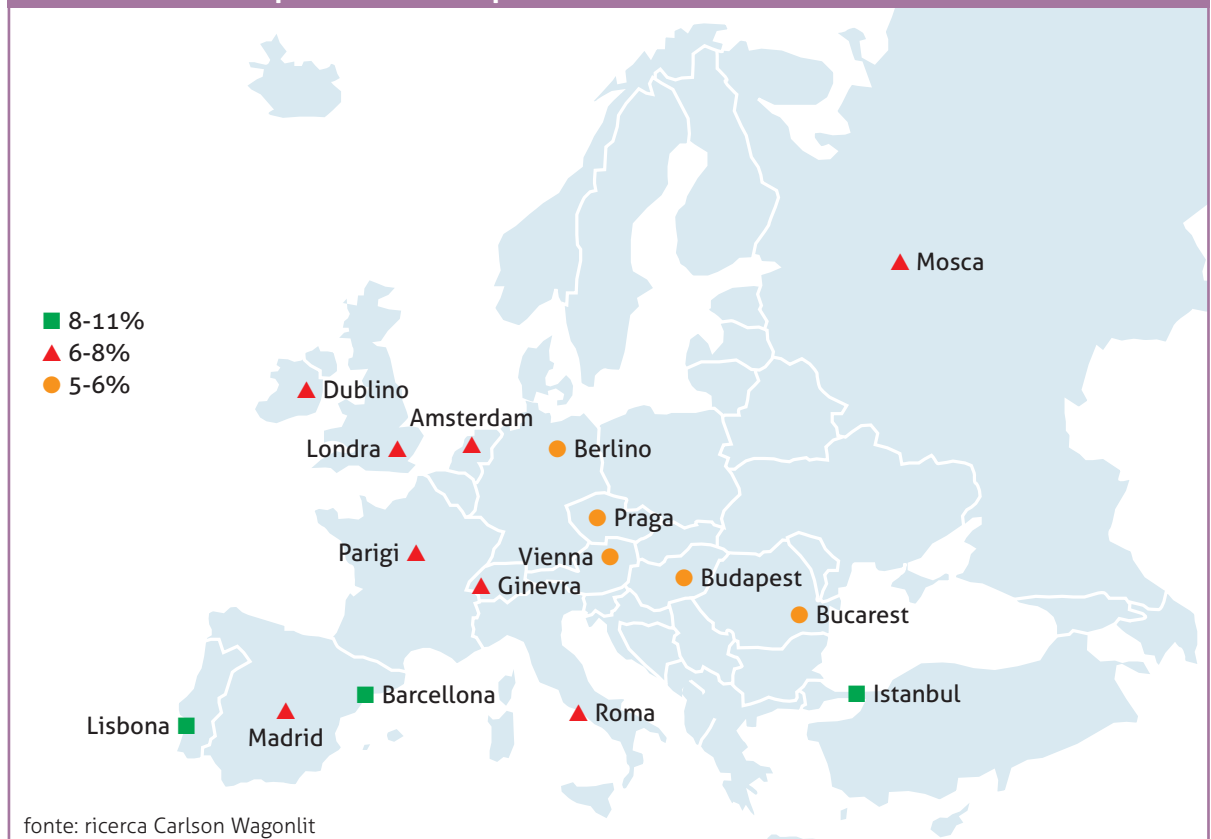 Mosca
8-11%
6-8%
5-6%
Dublino
Amsterdam
Londra
Berlino
Praga
Parigi
Vienna
Ginevra
Budapest
Bucarest
Barcellona
Istanbul
Lisbona
Madrid
Roma
fonte: ricerca Carlson Wagonlit